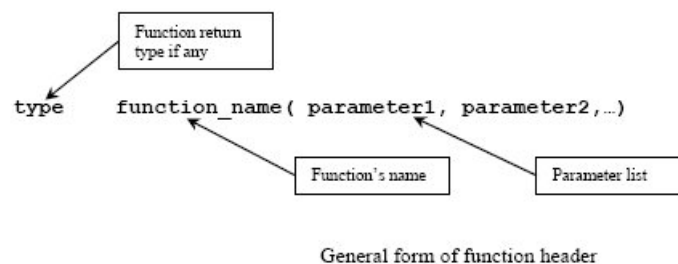 Function return
type if any
type function_name( parameter1, parameter2,…)
Function's name
Parameter list
General form of function header